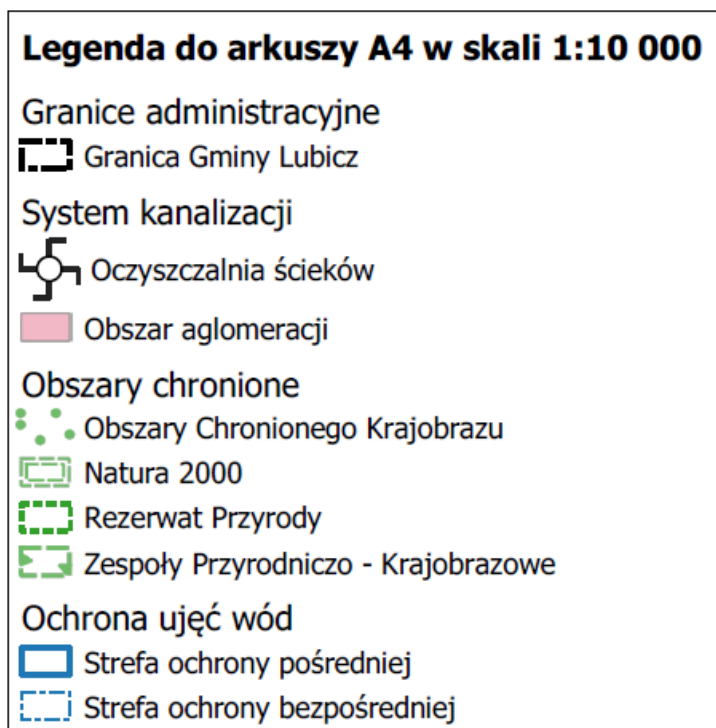 Legenda do arkuszy A4 w skali 1:10 000
Granice administracyjne
Granica Gminy Lubicz
System kanalizacji
Oczyszczalnia ścieków
Obszar aglomeracji
Obszary chronione
Obszary Chronionego Krajobrazu
Natura 2000
Rezerwat Przyrody
Zespoły Przyrodniczo - Krajobrazowe
Ochrona ujęć wód
Strefa ochrony pośredniej
Strefa ochrony bezpośredniej